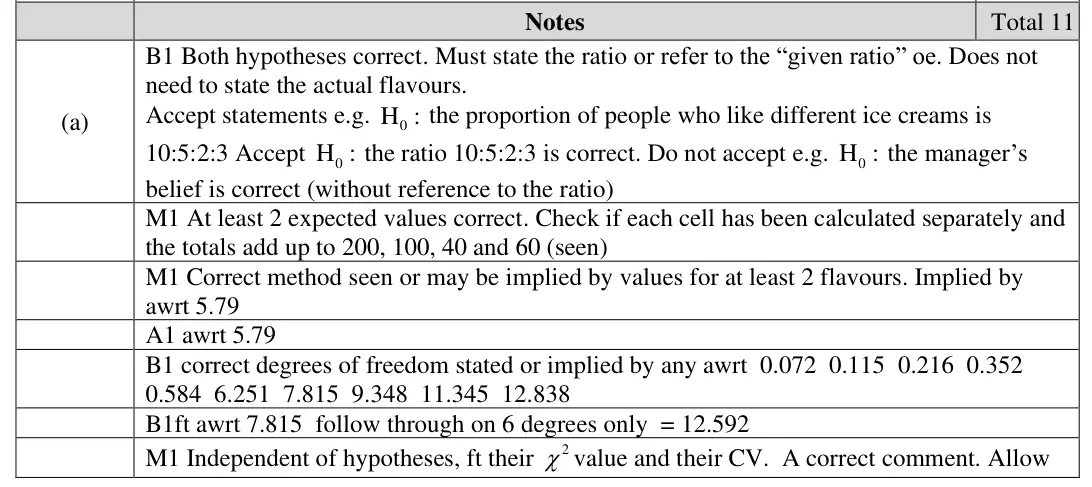 Notes Total 11
B1 Both hypotheses correct. Must state the ratio or refer to the “given ratio” oe. Does not
need to state the actual flavours.
(a) Accept statements e.g. H₀ : the proportion of people who like different ice creams is
10:5:2:3 Accept H₀ : the ratio 10:5:2:3 is correct. Do not accept e.g. H₀ : the manager’s
belief is correct (without reference to the ratio)
M1 At least 2 expected values correct. Check if each cell has been calculated separately and
the totals add up to 200, 100, 40 and 60 (seen)
M1 Correct method seen or may be implied by values for at least 2 flavours. Implied by
awrt 5.79
A1 awrt 5.79
B1 correct degrees of freedom stated or implied by any awrt 0.072 0.115 0.216 0.352
0.584 6.251 7.815 9.348 11.345 12.838
B1ft awrt 7.815 follow through on 6 degrees only = 12.592
M1 Independent of hypotheses, ft their χ² value and their CV. A correct comment. Allow